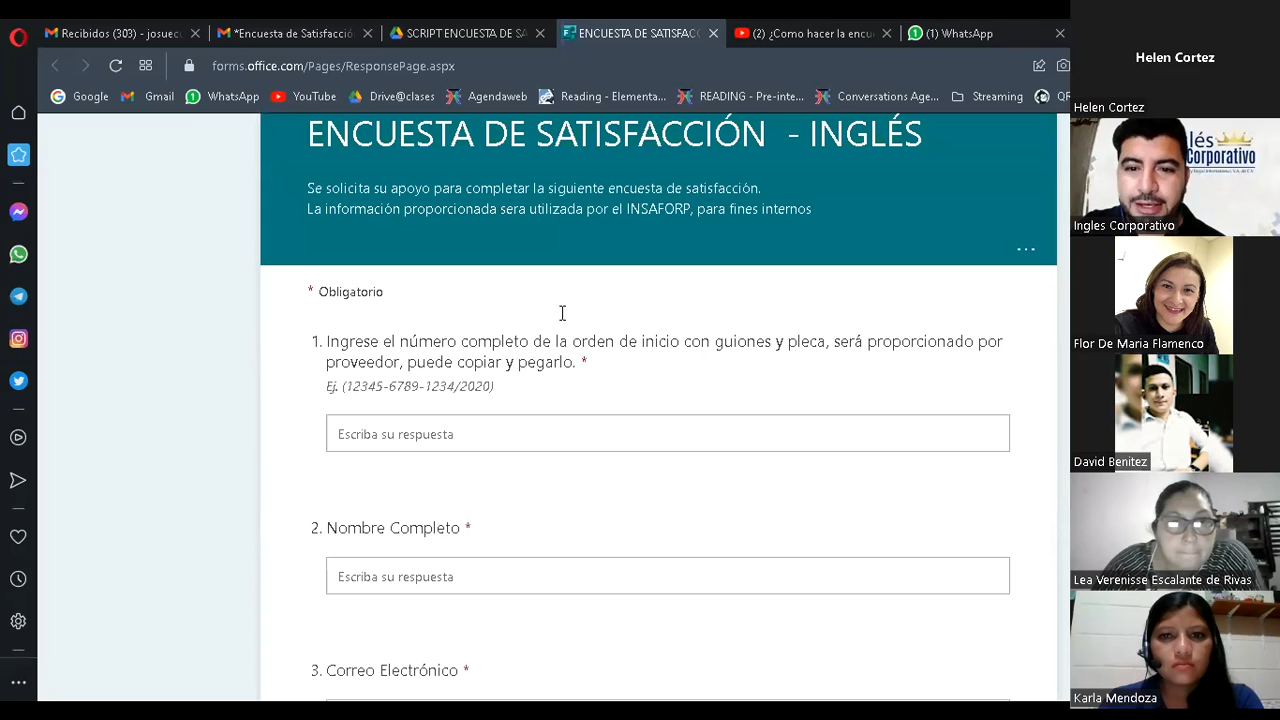 Recibidos (303) - josuec
*Encuesta de Satisfacció
SCRIPT ENCUESTA DE SA
ENCUESTA DE SATISFAC
(2) ¿Como hacer la encu
(1) WhatsApp
forms.office.com/Pages/ResponsePage.aspx
Google
Gmail
WhatsApp
YouTube
Drive@clases
Agendaweb
Reading - Elementa...
READING - Pre-inte...
Conversations Age...
Streaming
QR
ENCUESTA DE SATISFACCIÓN - INGLÉS
Se solicita su apoyo para completar la siguiente encuesta de satisfacción.
La información proporcionada sera utilizada por el INSAFORP, para fines internos
...
* Obligatorio
1. Ingrese el número completo de la orden de inicio con guiones y pleca, será proporcionado por
proveedor, puede copiar y pegarlo. *
Ej. (12345-6789-1234/2020)
Escriba su respuesta
2. Nombre Completo *
Escriba su respuesta
3. Correo Electrónico *
Helen Cortez
Helen Cortez
lés
Corporativo
Ingles Corporativo
Flor De Maria Flamenco
David Benitez
Lea Verenisse Escalante de Rivas
Karla Mendoza